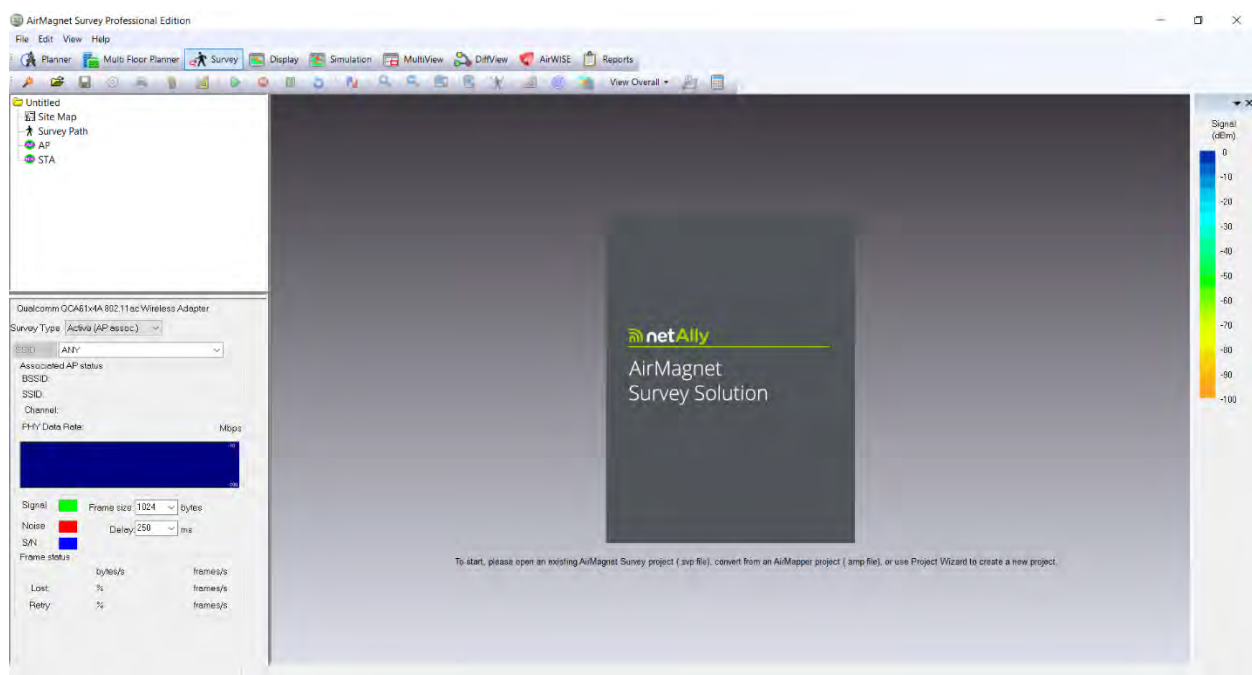 AirMagnet Survey Professional Edition
File Edit View Help
Planner Multi Floor Planner Survey Display Simulation MultiView DiffView AirWISE Reports
View Overall
Untitled
Site Map
Survey Path
AP
STA
Qualcomm QCA61x4A 802.11ac Wireless Adapter
Survey Type Active (AP assoc.)
SSID ANY
Associated AP status
BSSID:
SSID:
Channel:
PHY Data Rate: Mbps
Signal Frame size: 1024 bytes
Noise Delay: 250 ms
S/N
Frame status
bytes/s frames/s
Lost: % frames/s
Retry: % frames/s
netAlly
AirMagnet
Survey Solution
To start, please open an existing AirMagnet Survey project (.svp file), convert from an AirMapper project (.amp file), or use Project Wizard to create a new project.
Signal
(dBm)
0
-10
-20
-30
-40
-50
-60
-70
-80
-90
-100